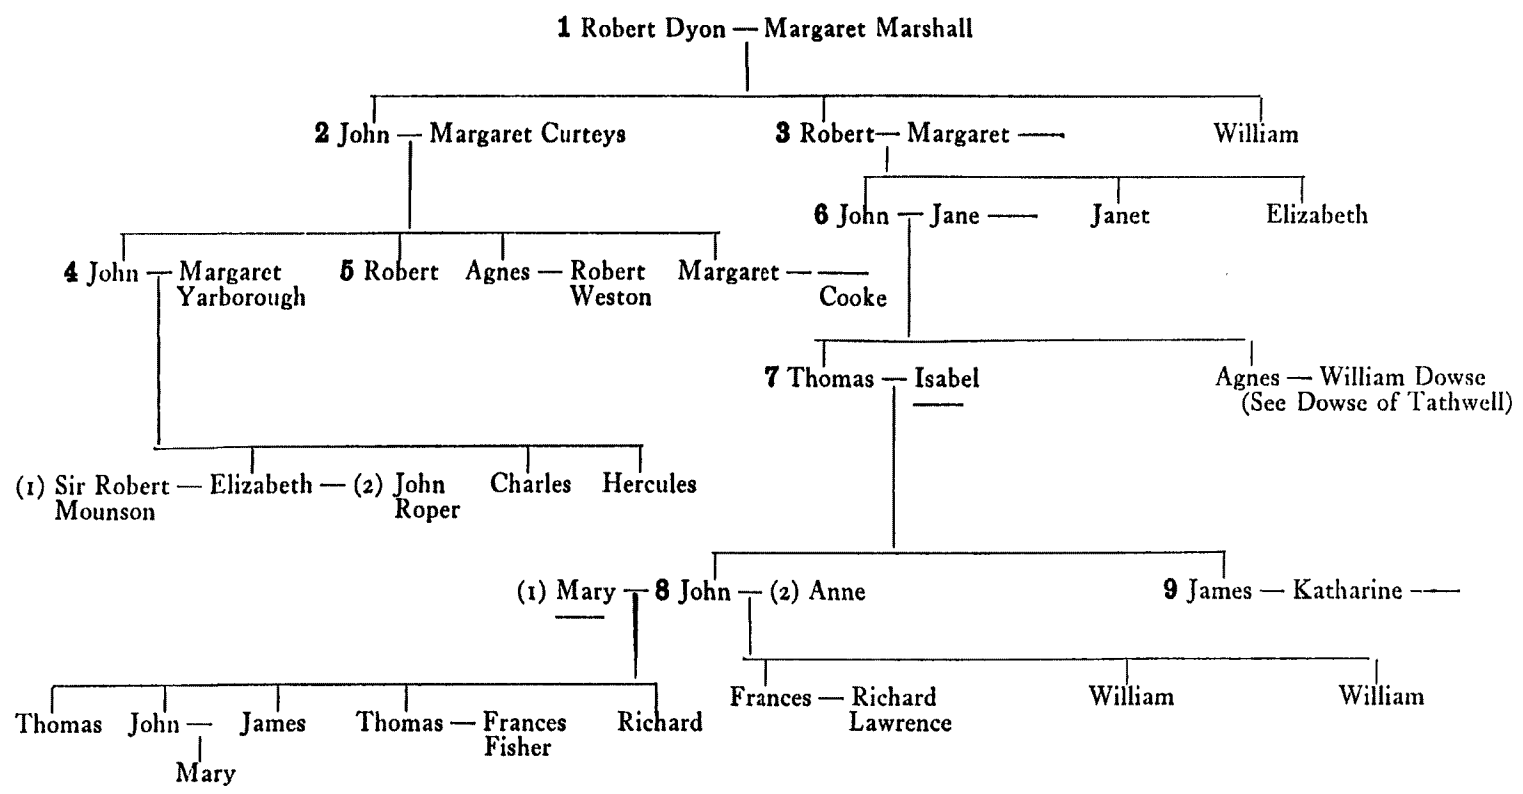 1 Robert Dyon — Margaret Marshall
2 John — Margaret Curteys
3 Robert — Margaret ——
William
6 John — Jane ——
Janet
Elizabeth
4 John — Margaret
Yarborough
5 Robert
Agnes — Robert
Weston
Margaret — ——
Cooke
7 Thomas — Isabel
Agnes — William Dowse
(See Dowse of Tathwell)
(1) Sir Robert — Elizabeth — (2) John
Mounson
Roper
Charles
Hercules
(1) Mary — 8 John — (2) Anne
9 James — Katharine ——
Frances — Richard
Lawrence
William
William
Thomas
John —
James
Thomas — Frances
Fisher
Richard
Mary